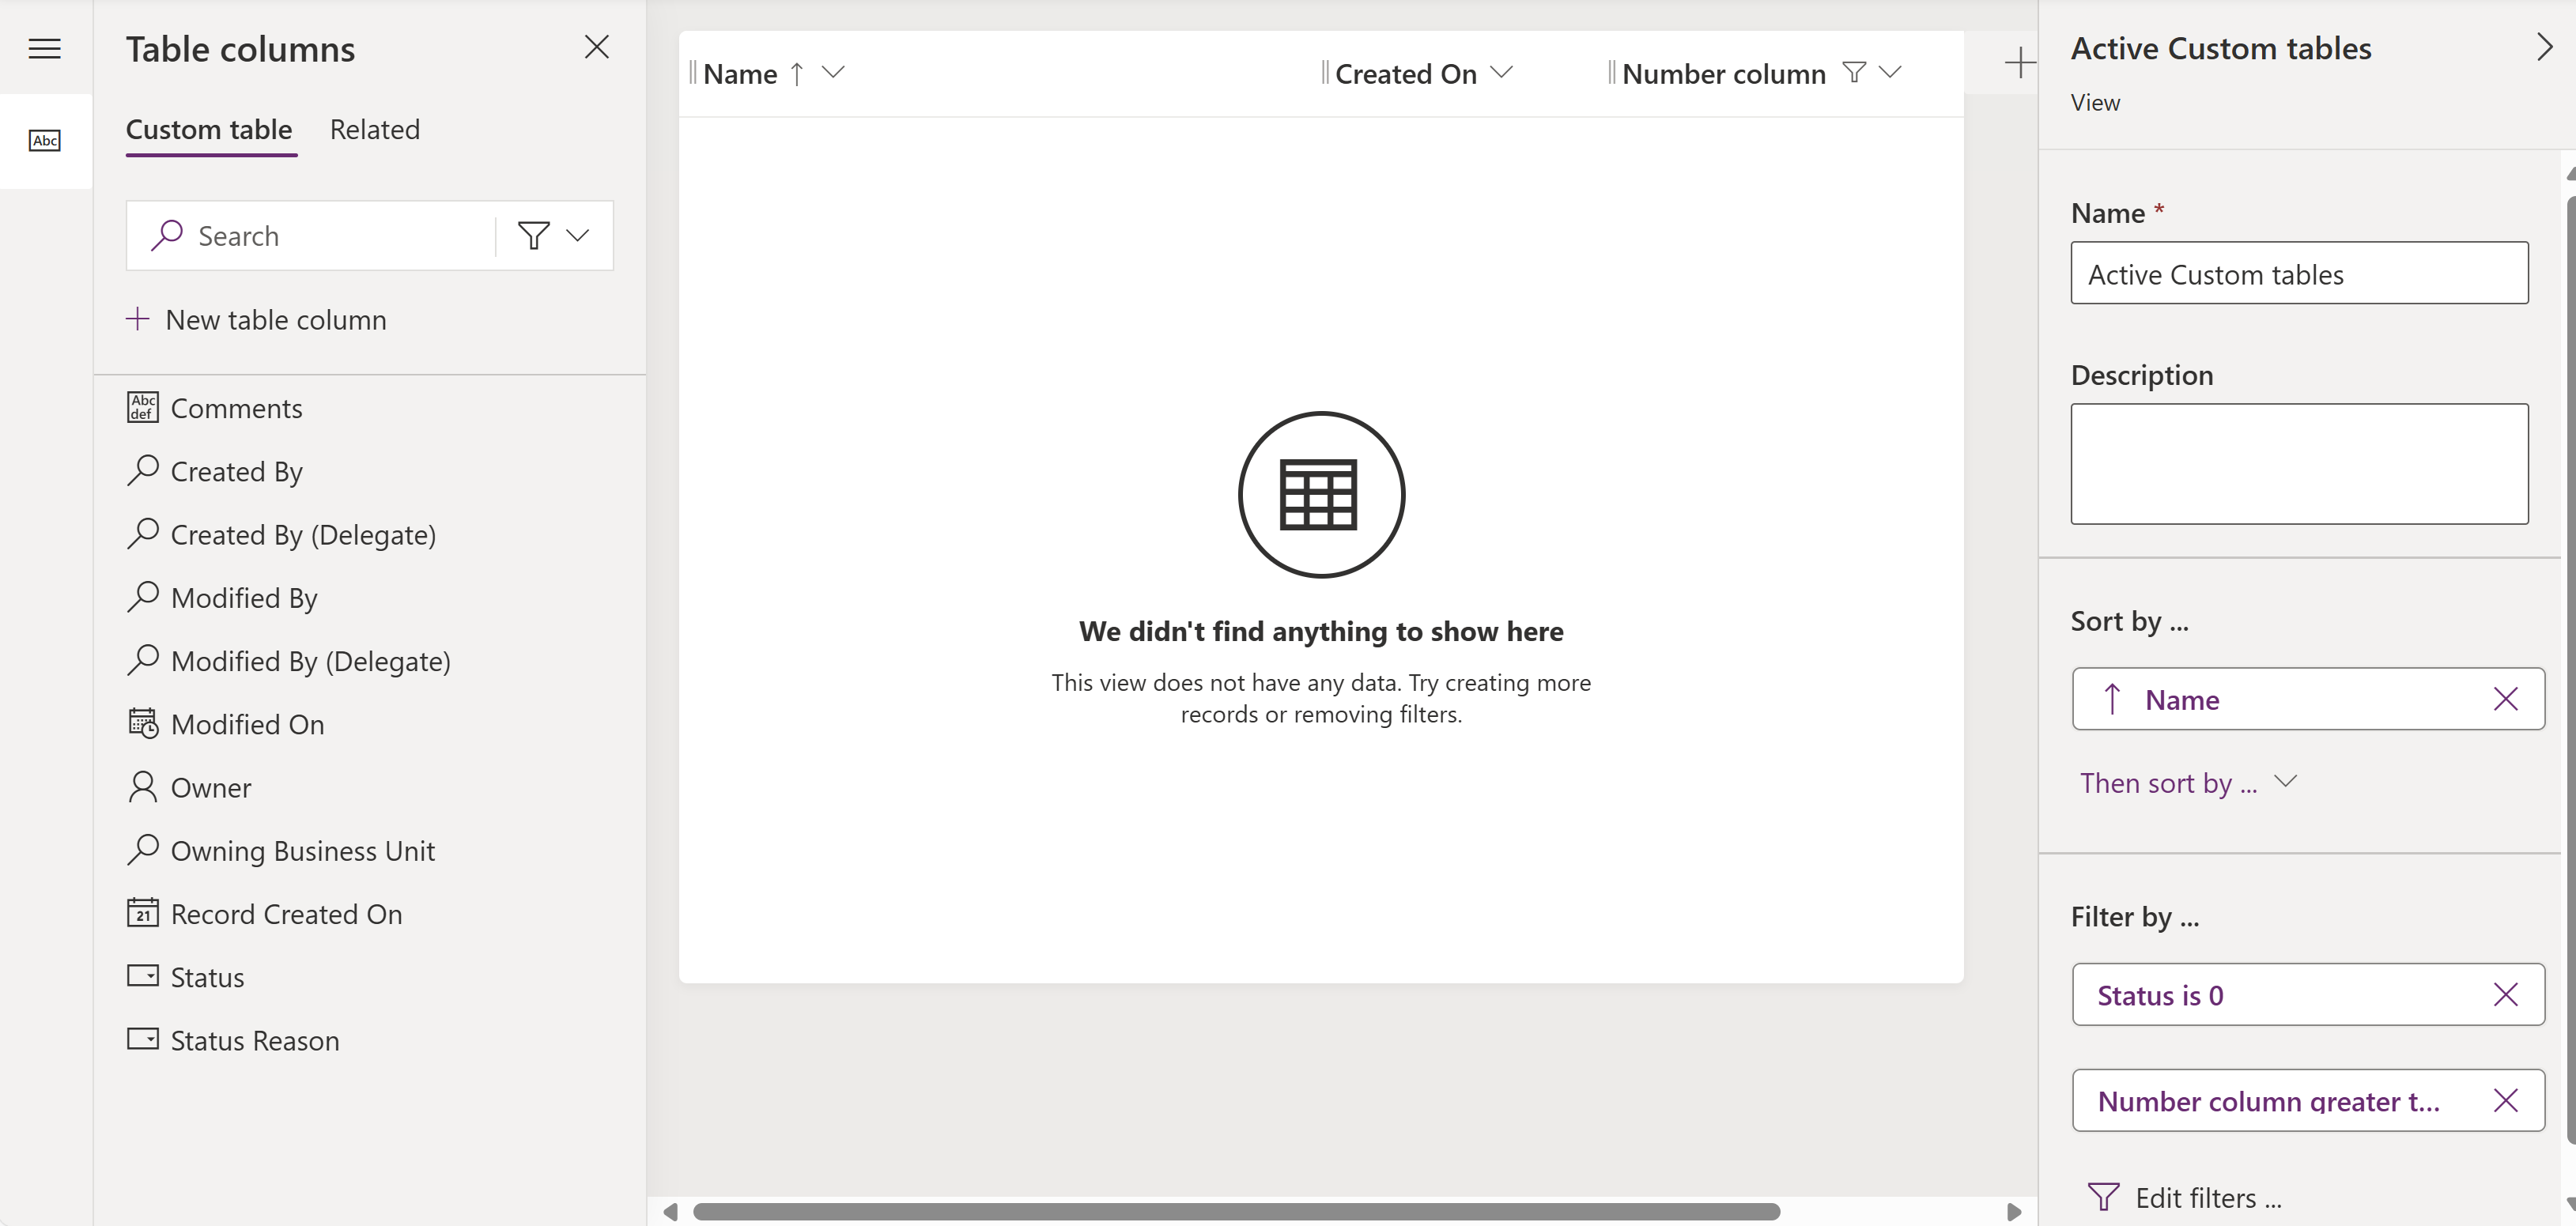 Table columns
Custom table
Related
Search
New table column
Abc
Abc
def
Comments
Created By
Created By (Delegate)
Modified By
Modified By (Delegate)
Modified On
Owner
Owning Business Unit
21
Record Created On
Status
Status Reason
Name
Created On
Number column
We didn't find anything to show here
This view does not have any data. Try creating more
records or removing filters.
Active Custom tables
View
Name *
Active Custom tables
Description
Sort by ...
Name
Then sort by ...
Filter by ...
Status is 0
Number column greater t...
Edit filters ...